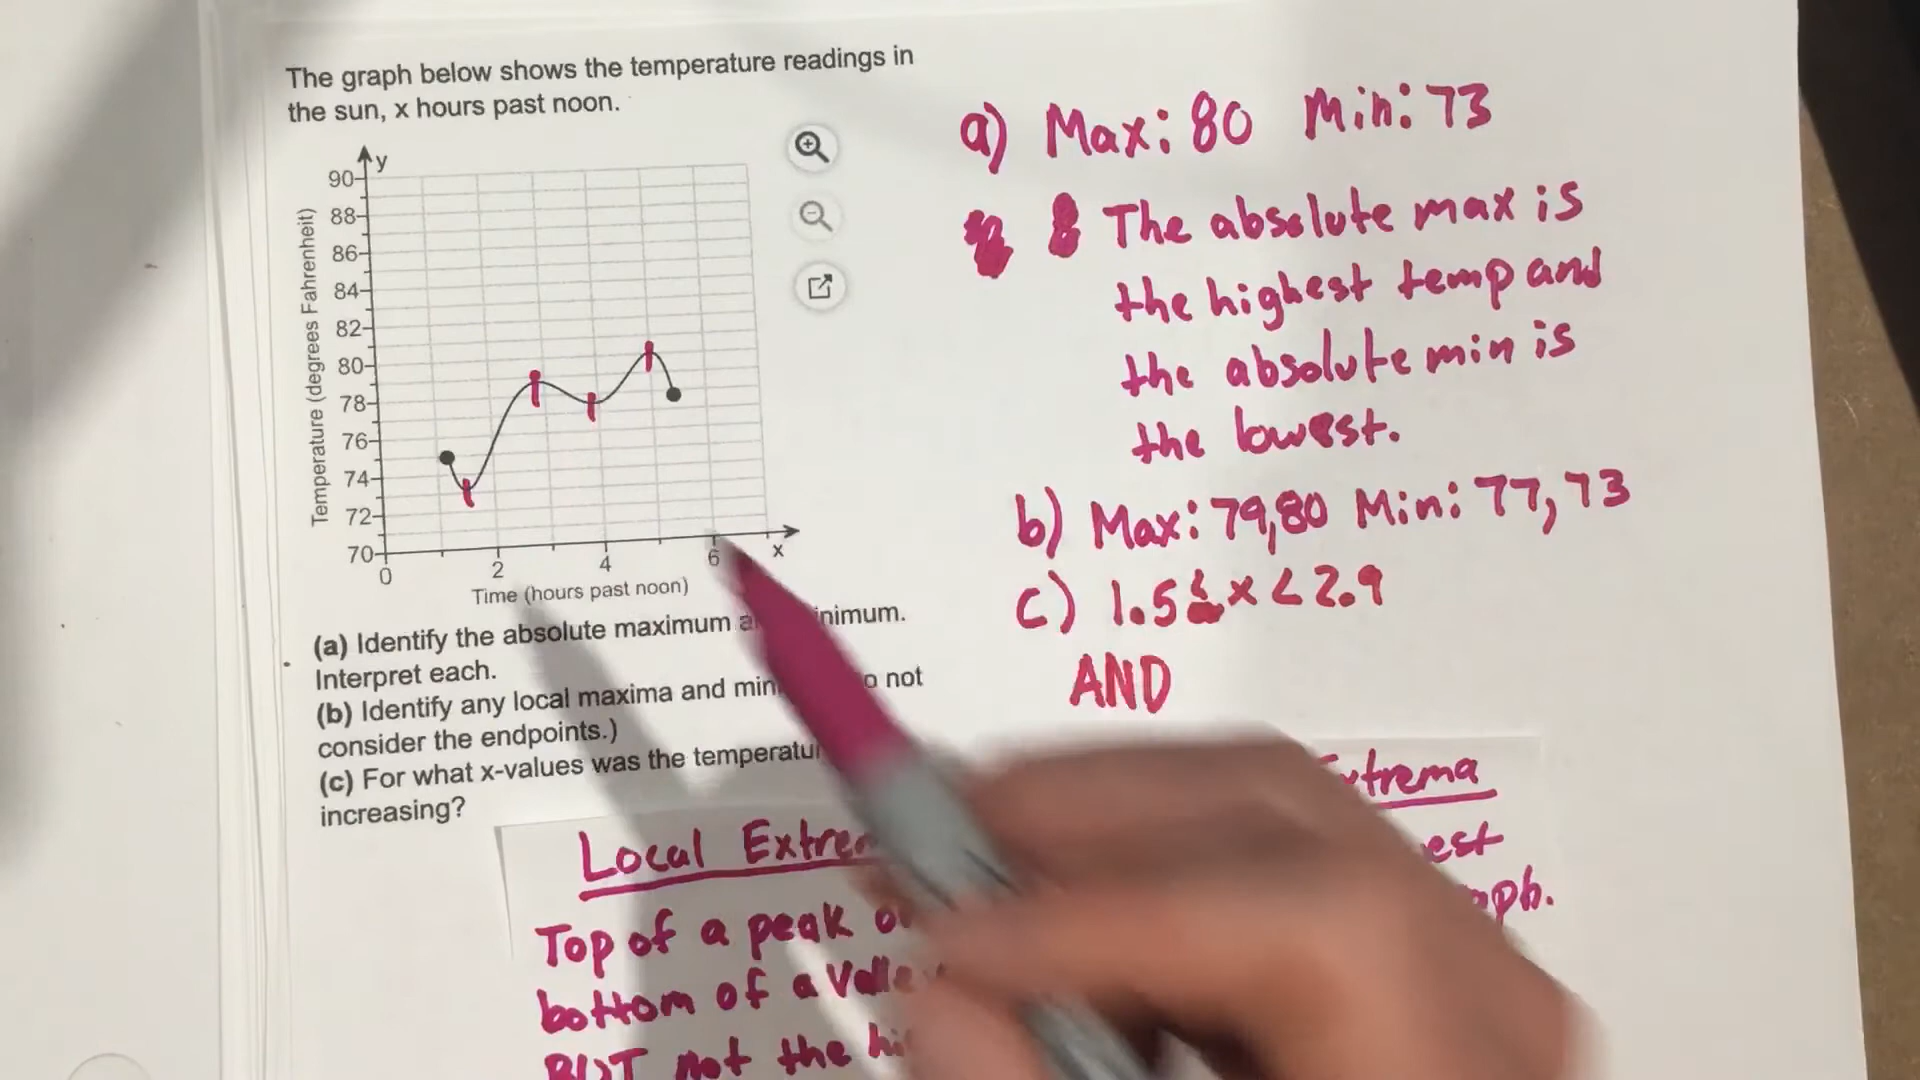 The graph below shows the temperature readings in
the sun, x hours past noon.
y
90
88
86
84
82
80
78
76
74
72
70
Temperature (degrees Fahrenheit)
0
2
4
6
x
Time (hours past noon)
(a) Identify the absolute maximum
Interpret each.
(b) Identify any local maxima and
not
consider the endpoints.)
(c) For what x-values was the
increasing?
a) Max: 80 Min: 73
The absolute max is
the highest temp and
the absolute min is
the lowest.
b) Max: 79,80 Min: 77,73
c) 1.5 < x < 2.9
AND
Local
Top of a peak
bottom of a
BUT not the